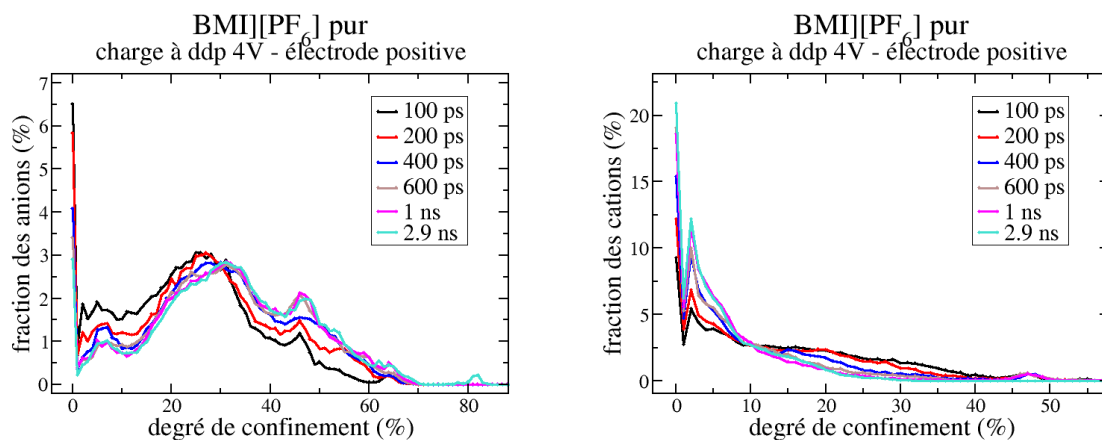 BMI][PF6] pur
charge à ddp 4V - électrode positive
fraction des anions (%)
7
6
5
4
3
2
1
0
100 ps
200 ps
400 ps
600 ps
1 ns
2.9 ns
0 20 40 60 80
degré de confinement (%)
BMI][PF6] pur
charge à ddp 4V - électrode positive
fraction des cations (%)
20
15
10
5
0
100 ps
200 ps
400 ps
600 ps
1 ns
2.9 ns
0 10 20 30 40 50
degré de confinement (%)